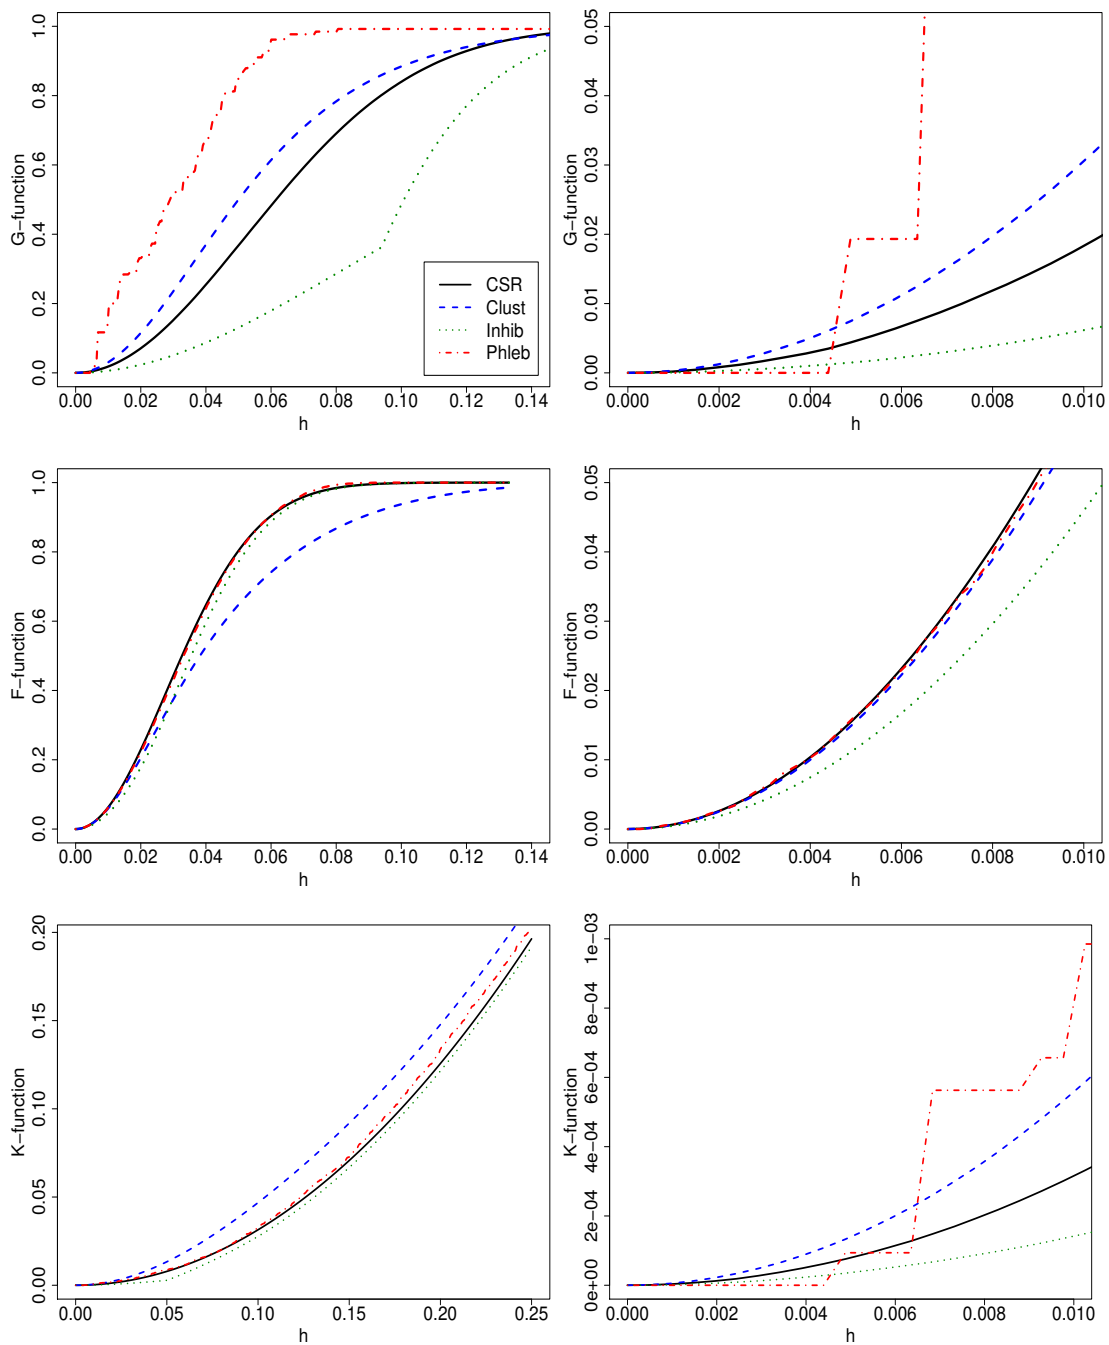 G−function
0.0 0.2 0.4 0.6 0.8 1.0
0.00 0.02 0.04 0.06 0.08 0.10 0.12 0.14
h
CSR
Clust
Inhib
Phleb
G−function
0.00 0.01 0.02 0.03 0.04 0.05
0.000 0.002 0.004 0.006 0.008 0.010
h
F−function
0.0 0.2 0.4 0.6 0.8 1.0
0.00 0.02 0.04 0.06 0.08 0.10 0.12 0.14
h
F−function
0.00 0.01 0.02 0.03 0.04 0.05
0.000 0.002 0.004 0.006 0.008 0.010
h
K−function
0.00 0.05 0.10 0.15 0.20
0.00 0.05 0.10 0.15 0.20 0.25
h
K−function
0e+00 2e−04 4e−04 6e−04 8e−04 1e−03
0.000 0.002 0.004 0.006 0.008 0.010
h